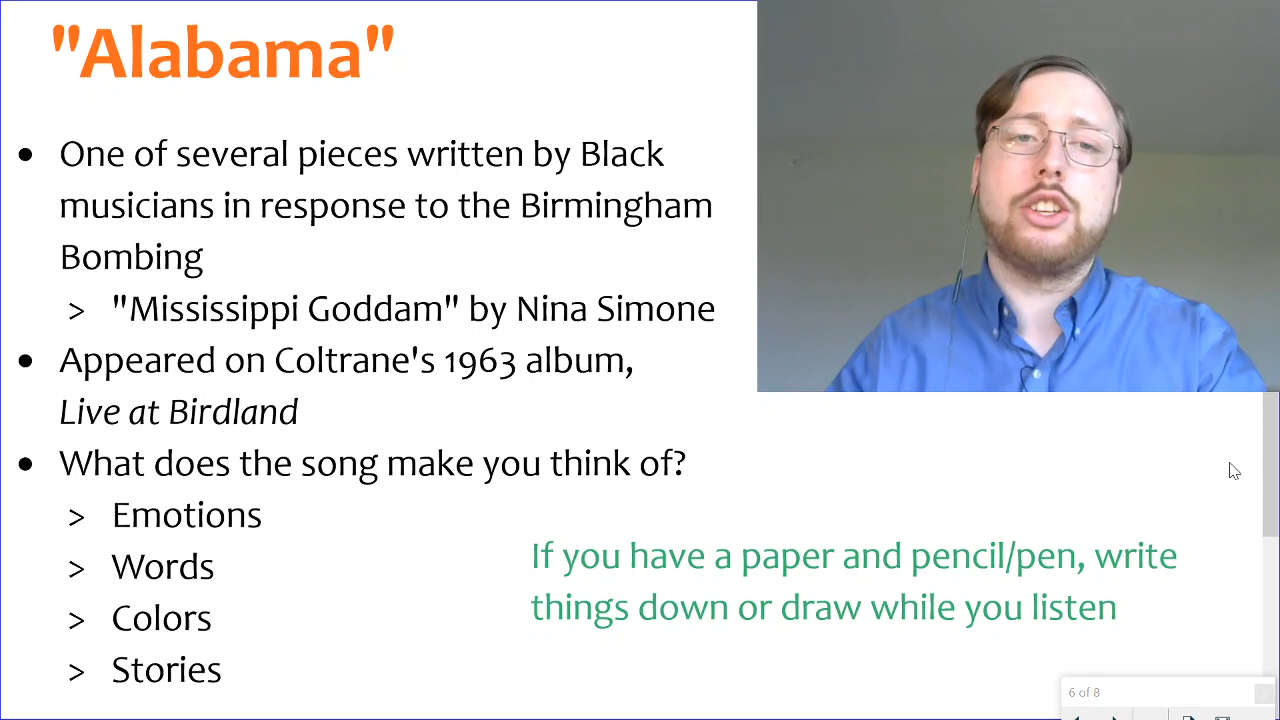 "Alabama"
• One of several pieces written by Black
musicians in response to the Birmingham
Bombing
> "Mississippi Goddam" by Nina Simone
• Appeared on Coltrane's 1963 album,
Live at Birdland
• What does the song make you think of?
> Emotions
> Words
> Colors
> Stories
If you have a paper and pencil/pen, write
things down or draw while you listen
6 of 8